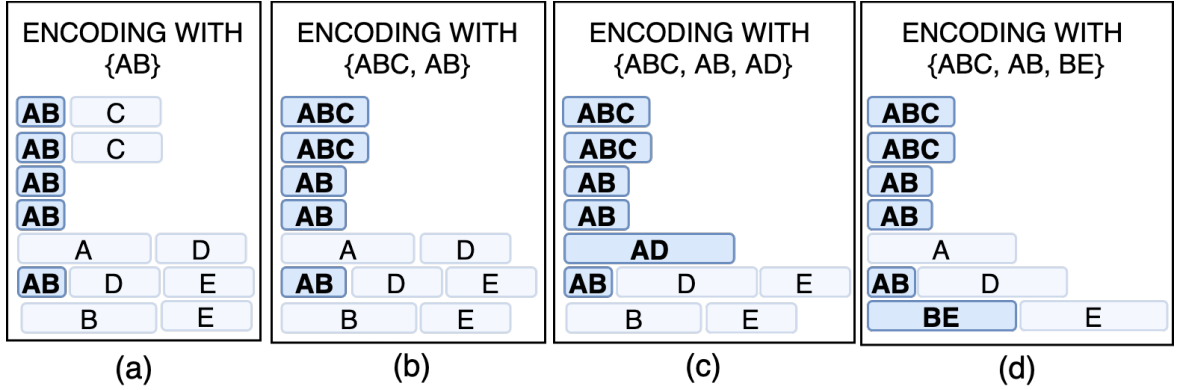 ENCODING WITH
{AB}
AB C
AB C
AB
AB
A D
AB D E
B E
(a)
ENCODING WITH
{ABC, AB}
ABC
ABC
AB
AB
A D
AB D E
B E
(b)
ENCODING WITH
{ABC, AB, AD}
ABC
ABC
AB
AB
AD
AB D E
B E
(c)
ENCODING WITH
{ABC, AB, BE}
ABC
ABC
AB
AB
A
AB D
BE E
(d)